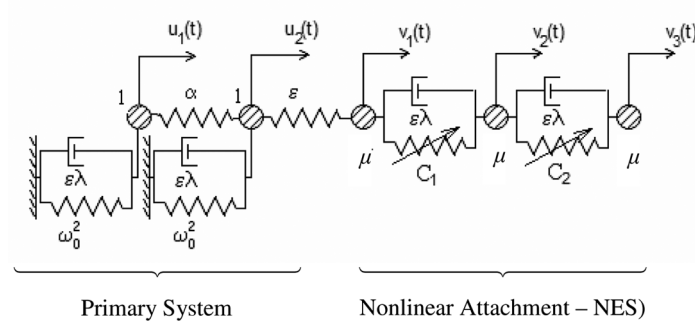 u₁(t) u₂(t) v₁(t) v₂(t) v₃(t)
1 α 1 ε
ελ ελ
μ μ μ
C₁ C₂
ελ ελ
ω₀² ω₀²
Primary System Nonlinear Attachment – NES)